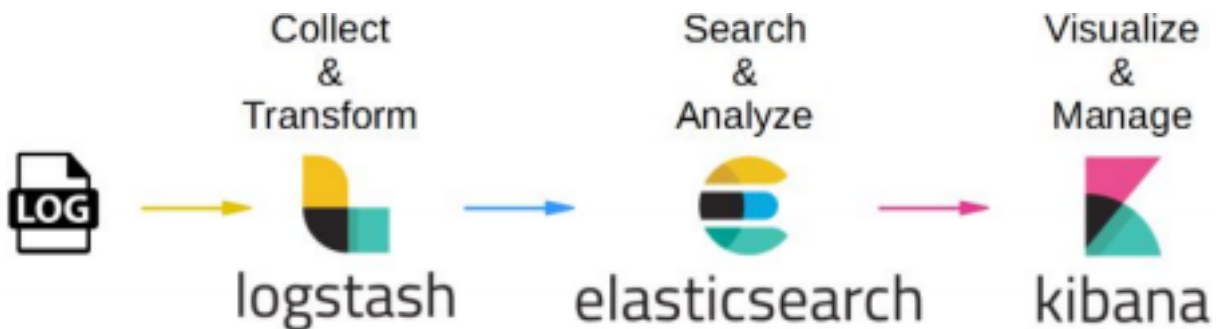 Collect
&
Transform
Search
&
Analyze
Visualize
&
Manage
LOG
logstash
elasticsearch
kibana